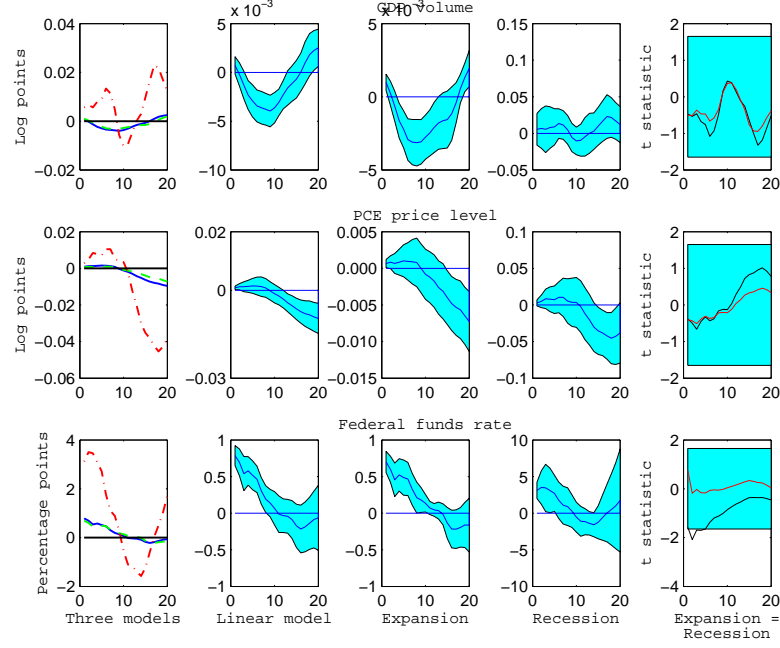 x 10⁻³
x 10⁻³
GDP volume
Log points
0.04
0.02
0
−0.02
0 10 20
5
0
−5
−10
0 10 20
5
0
−5
0 10 20
0.15
0.10
0.05
0
−0.05
0 10 20
t statistic
2
1
0
−1
−2
0 10 20
PCE price level
Log points
0.02
0
−0.02
−0.04
−0.06
0 10 20
0.02
0
−0.03
0 10 20
0.005
0.000
−0.005
−0.010
−0.015
0 10 20
0.1
0.05
0
−0.05
−0.1
0 10 20
t statistic
2
1
0
−1
−2
0 10 20
Federal funds rate
Percentage points
4
2
0
−2
0 10 20
Three models
1
0.5
0
−0.5
−1
0 10 20
Linear model
1
0.5
0
−0.5
−1
0 10 20
Expansion
10
5
0
−5
−10
0 10 20
Recession
t statistic
2
0
−2
−4
0 10 20
Expansion =
Recession